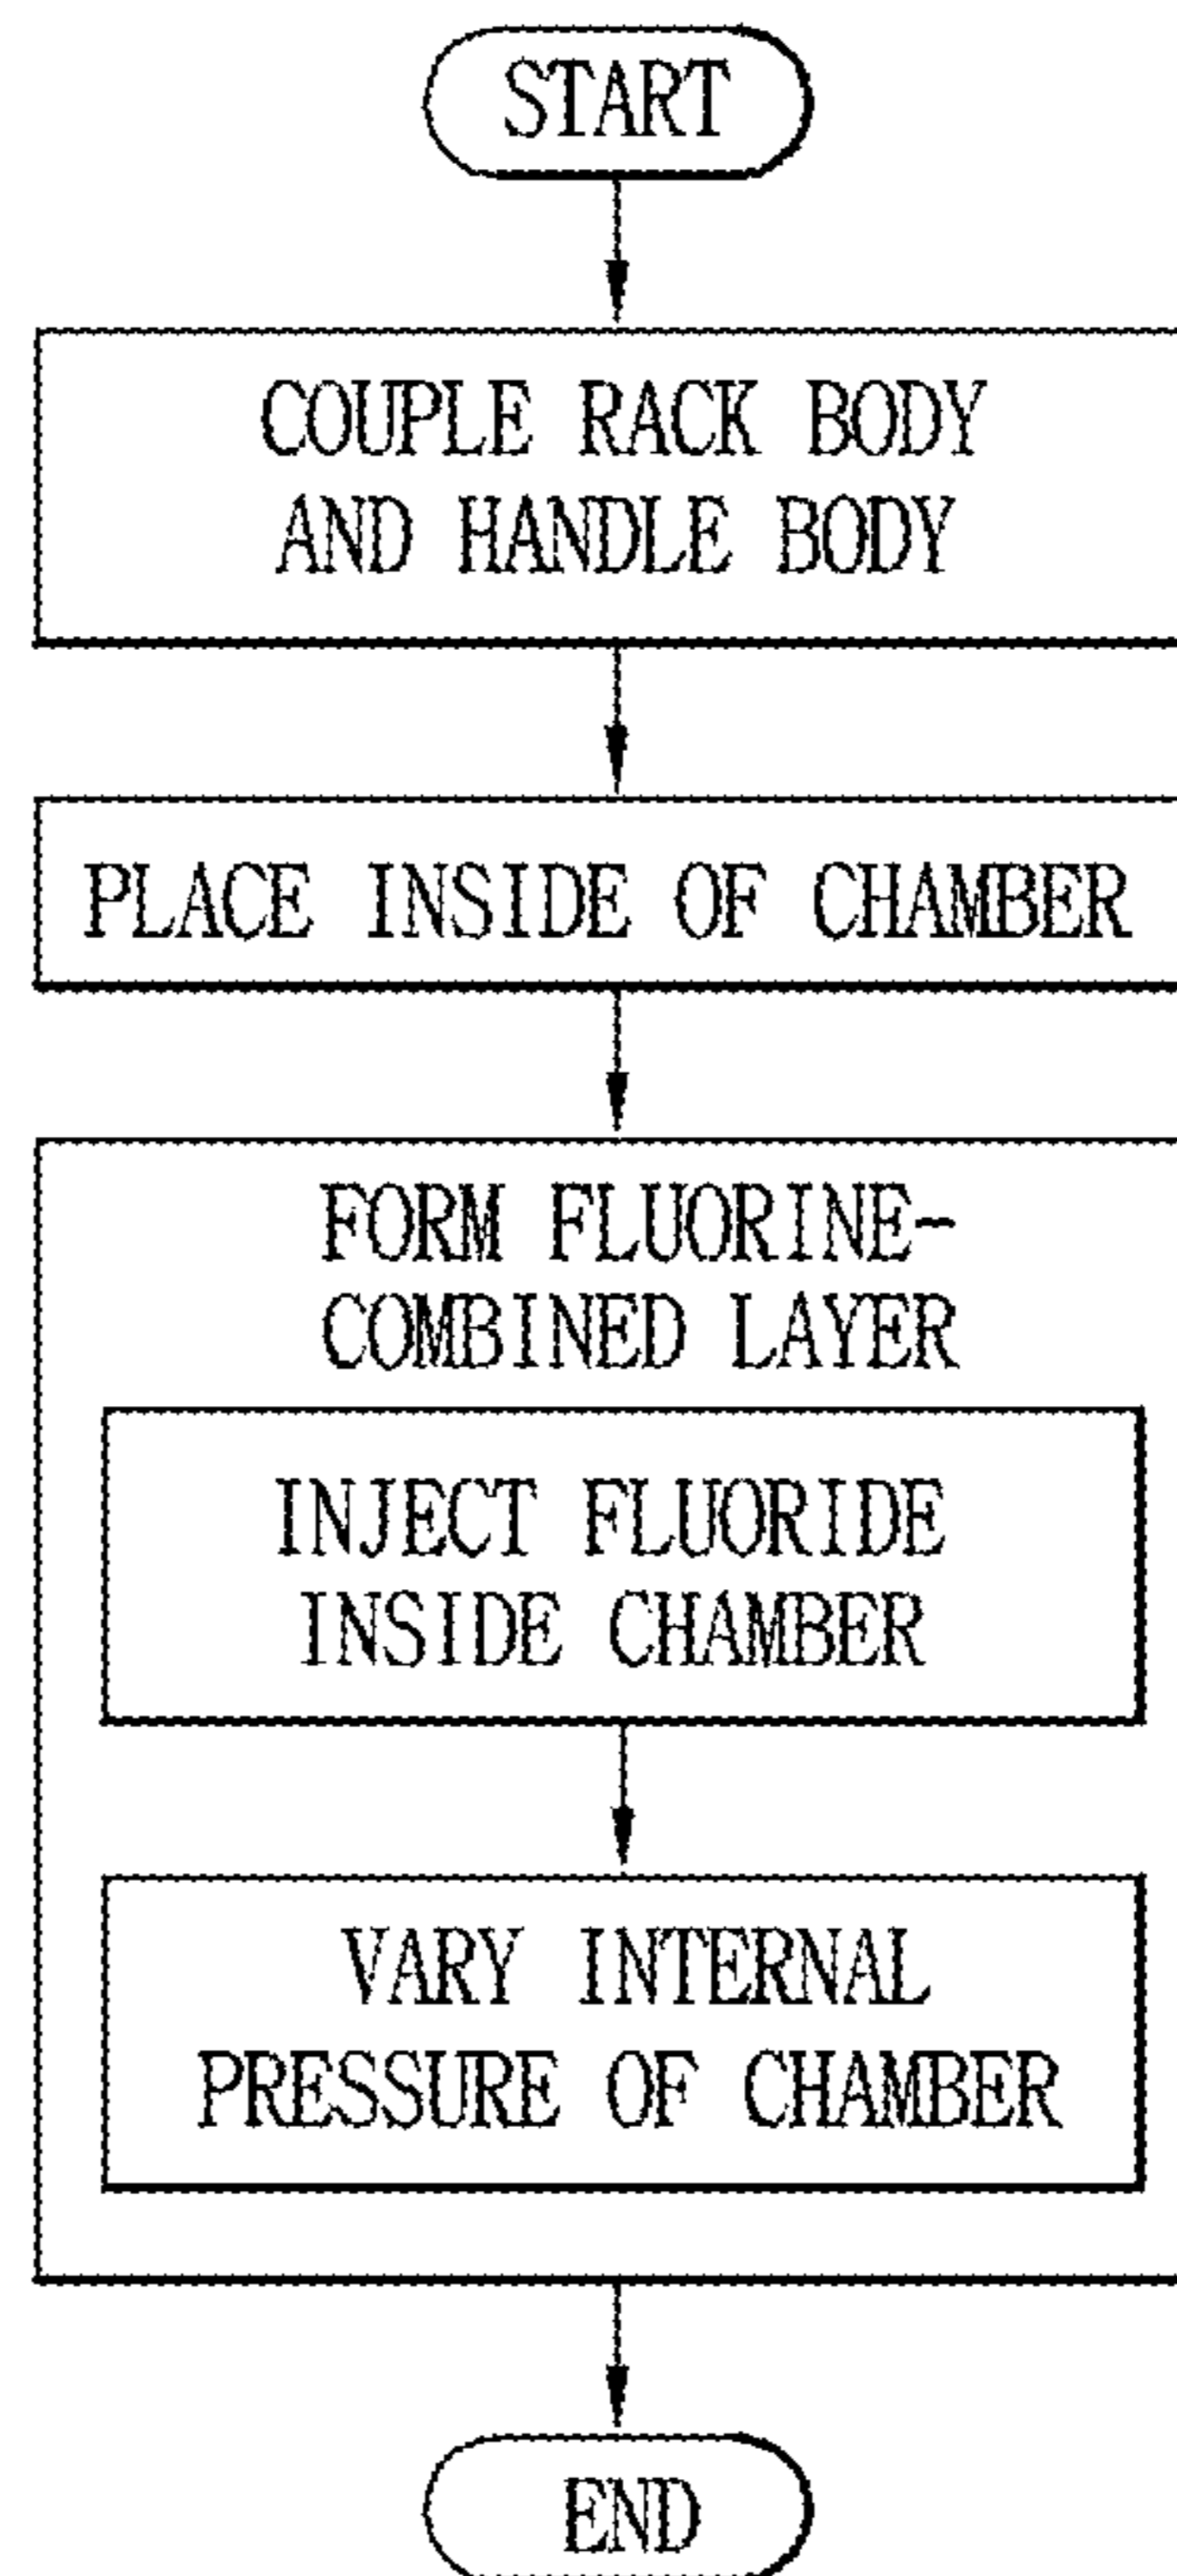 START
COUPLE RACK BODY
AND HANDLE BODY
PLACE INSIDE OF CHAMBER
FORM FLUORINE-
COMBINED LAYER
INJECT FLUORIDE
INSIDE CHAMBER
VARY INTERNAL
PRESSURE OF CHAMBER
END